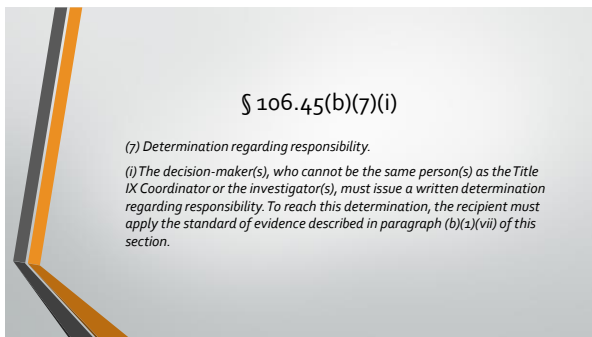 § 106.45(b)(7)(i)
(7) Determination regarding responsibility.
(i) The decision-maker(s), who cannot be the same person(s) as the Title
IX Coordinator or the investigator(s), must issue a written determination
regarding responsibility. To reach this determination, the recipient must
apply the standard of evidence described in paragraph (b)(1)(vii) of this
section.